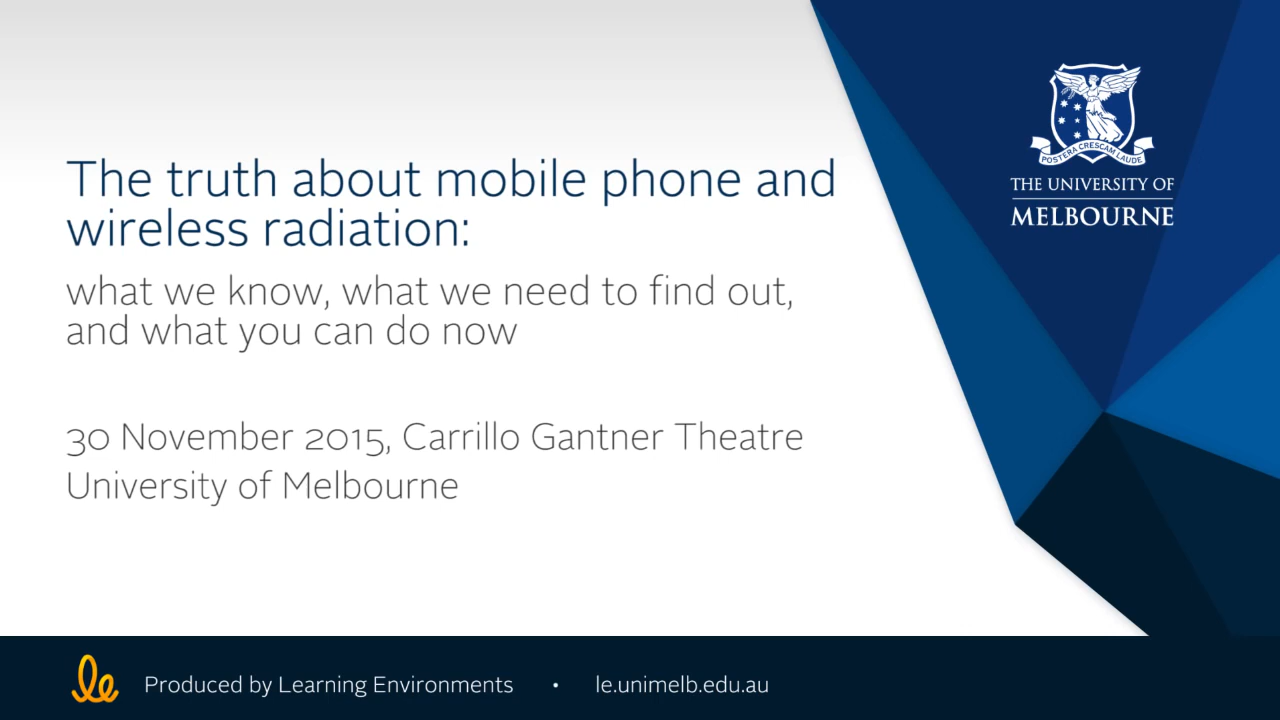 The truth about mobile phone and
wireless radiation:
what we know, what we need to find out,
and what you can do now
30 November 2015, Carrillo Gantner Theatre
University of Melbourne
POSTERA CRESCAM LAUDE
THE UNIVERSITY OF
MELBOURNE
le
Produced by Learning Environments • le.unimelb.edu.au